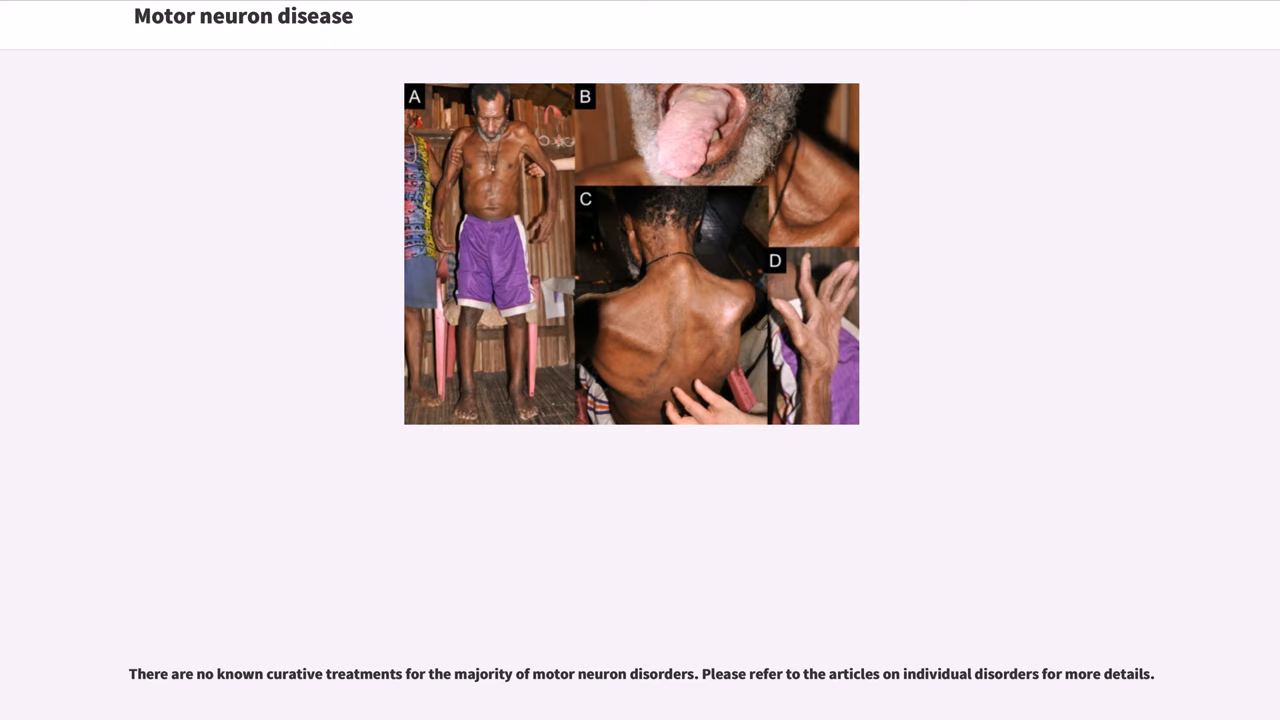 Motor neuron disease
A
B
C
D
There are no known curative treatments for the majority of motor neuron disorders. Please refer to the articles on individual disorders for more details.